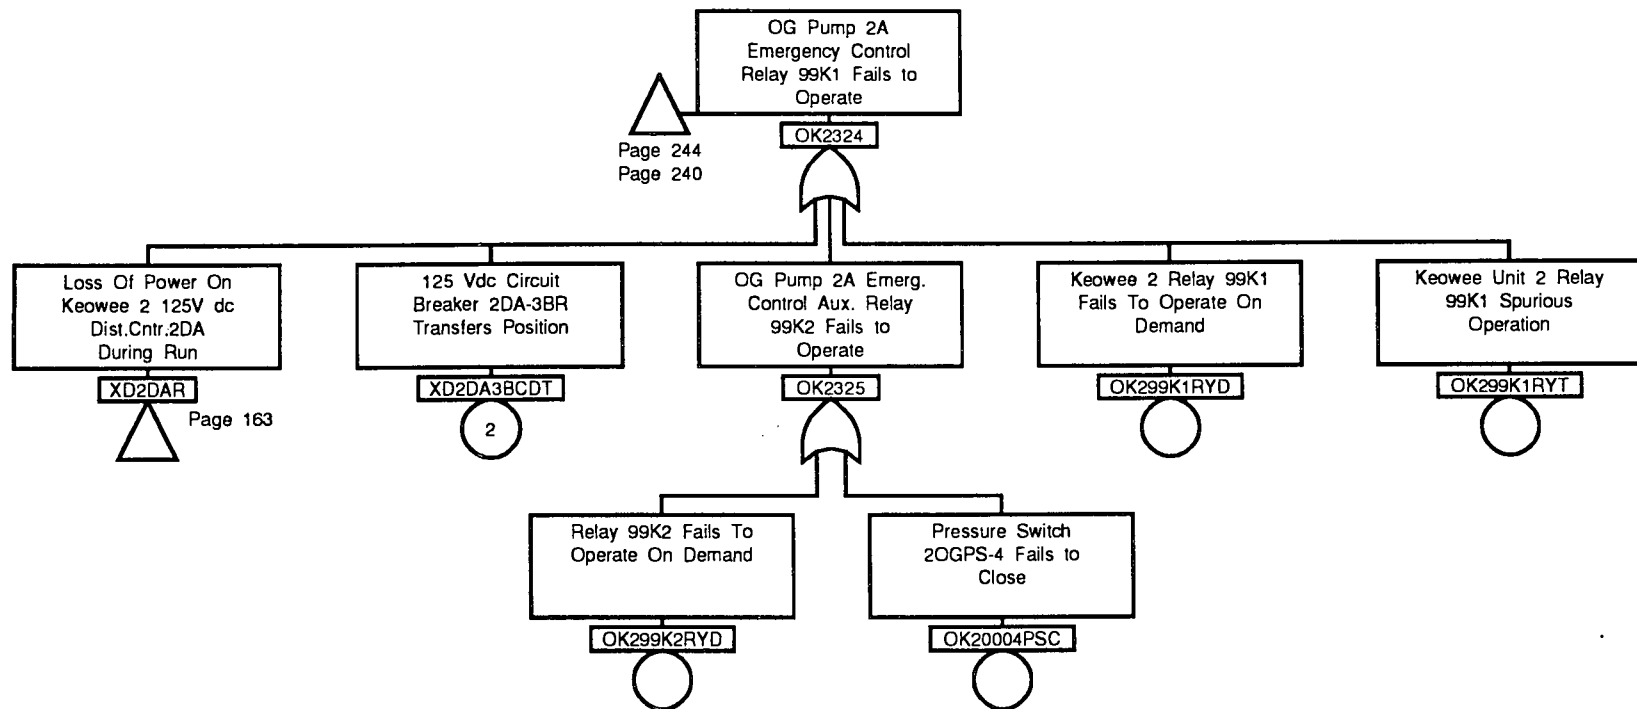 OG Pump 2A
Emergency Control
Relay 99K1 Fails to
Operate
OK2324
Page 244
Page 240
Loss Of Power On
Keowee 2 125V dc
Dist.Cntr.2DA
During Run
XD2DAR
Page 163
125 Vdc Circuit
Breaker 2DA-3BR
Transfers Position
XD2DA3BCDT
2
OG Pump 2A Emerg.
Control Aux. Relay
99K2 Fails to
Operate
OK2325
Keowee 2 Relay 99K1
Fails To Operate On
Demand
OK299K1RYD
Keowee Unit 2 Relay
99K1 Spurious
Operation
OK299K1RYT
Relay 99K2 Fails To
Operate On Demand
OK299K2RYD
Pressure Switch
2OGPS-4 Fails to
Close
OK20004PSC